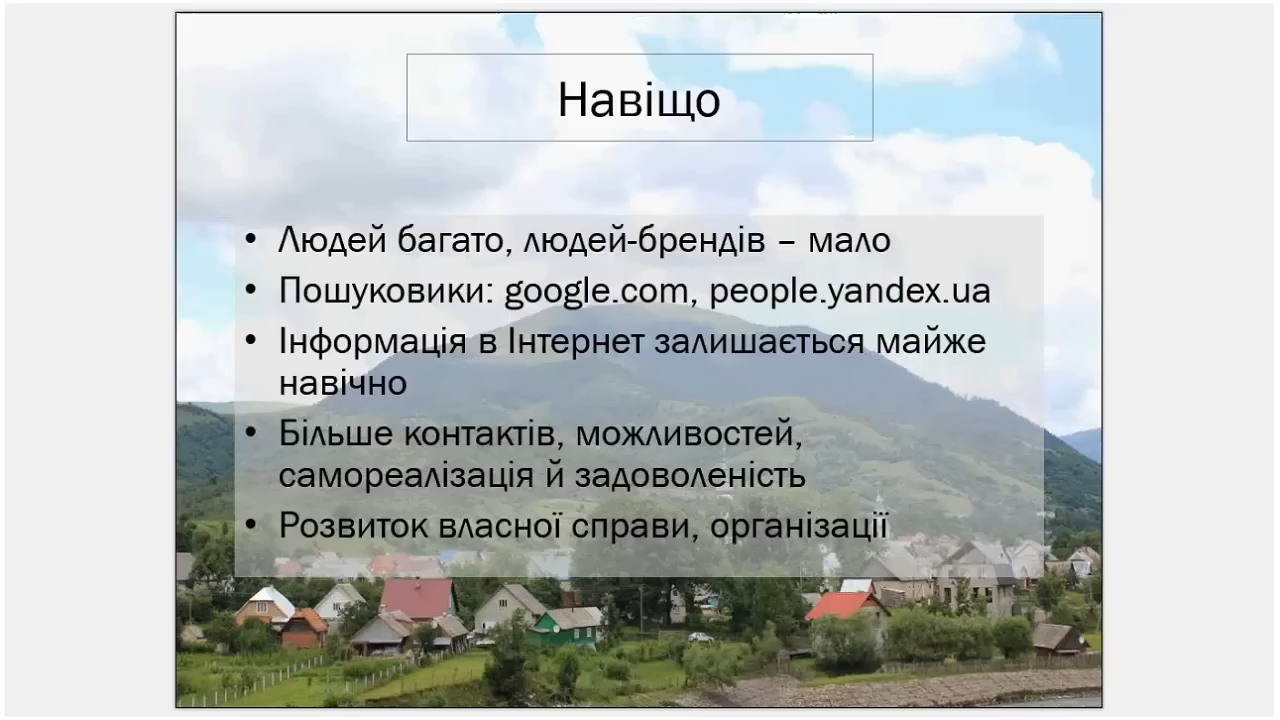 Навіщо
• Людей багато, людей-брендів – мало
• Пошуковики: google.com, people.yandex.ua
• Інформація в Інтернет залишається майже
навічно
• Більше контактів, можливостей,
самореалізація й задоволеність
• Розвиток власної справи, організації